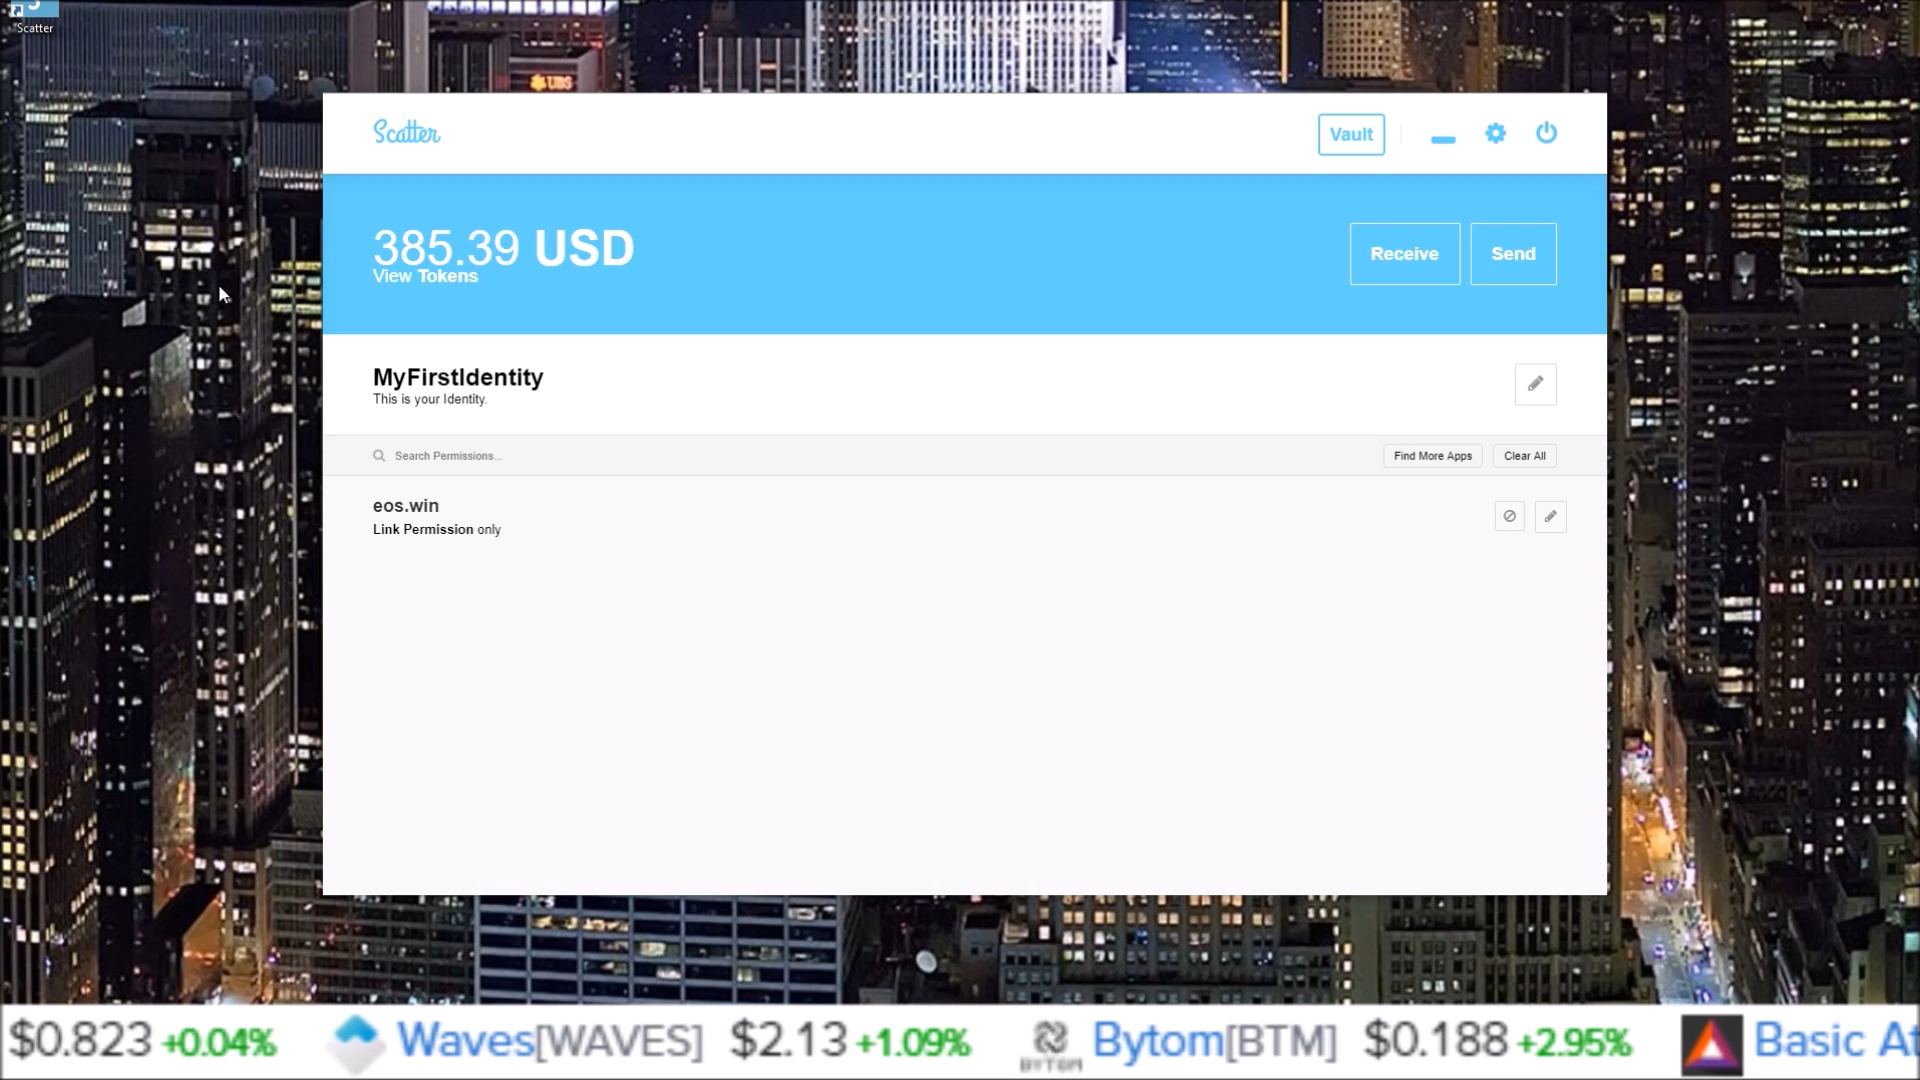 Scatter
UBS
Scatter
Vault
385.39 USD
View Tokens
Receive
Send
MyFirstIdentity
This is your Identity.
Search Permissions...
Find More Apps
Clear All
eos.win
Link Permission only
$0.823 +0.04% Waves[WAVES] $2.13 +1.09% BYTOM Bytom[BTM] $0.188 +2.95% Basic At